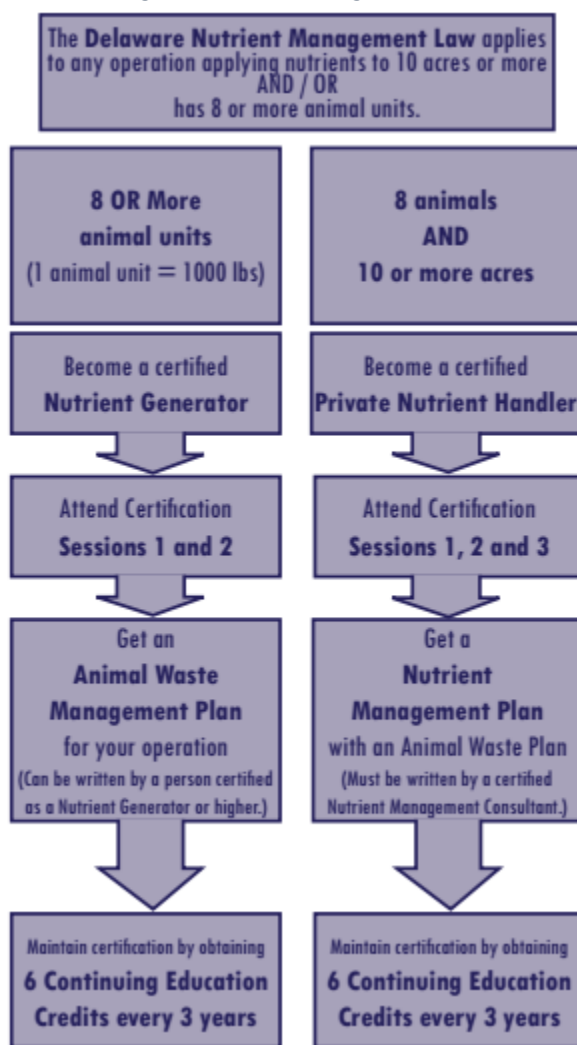 The Delaware Nutrient Management Law applies
to any operation applying nutrients to 10 acres or more
AND / OR
has 8 or more animal units.
8 OR More
animal units
(1 animal unit = 1000 lbs)
Become a certified
Nutrient Generator
Attend Certification
Sessions 1 and 2
Get an
Animal Waste
Management Plan
for your operation
(Can be written by a person certified
as a Nutrient Generator or higher.)
Maintain certification by obtaining
6 Continuing Education
Credits every 3 years
8 animals
AND
10 or more acres
Become a certified
Private Nutrient Handler
Attend Certification
Sessions 1, 2 and 3
Get a
Nutrient
Management Plan
with an Animal Waste Plan
(Must be written by a certified
Nutrient Management Consultant.)
Maintain certification by obtaining
6 Continuing Education
Credits every 3 years